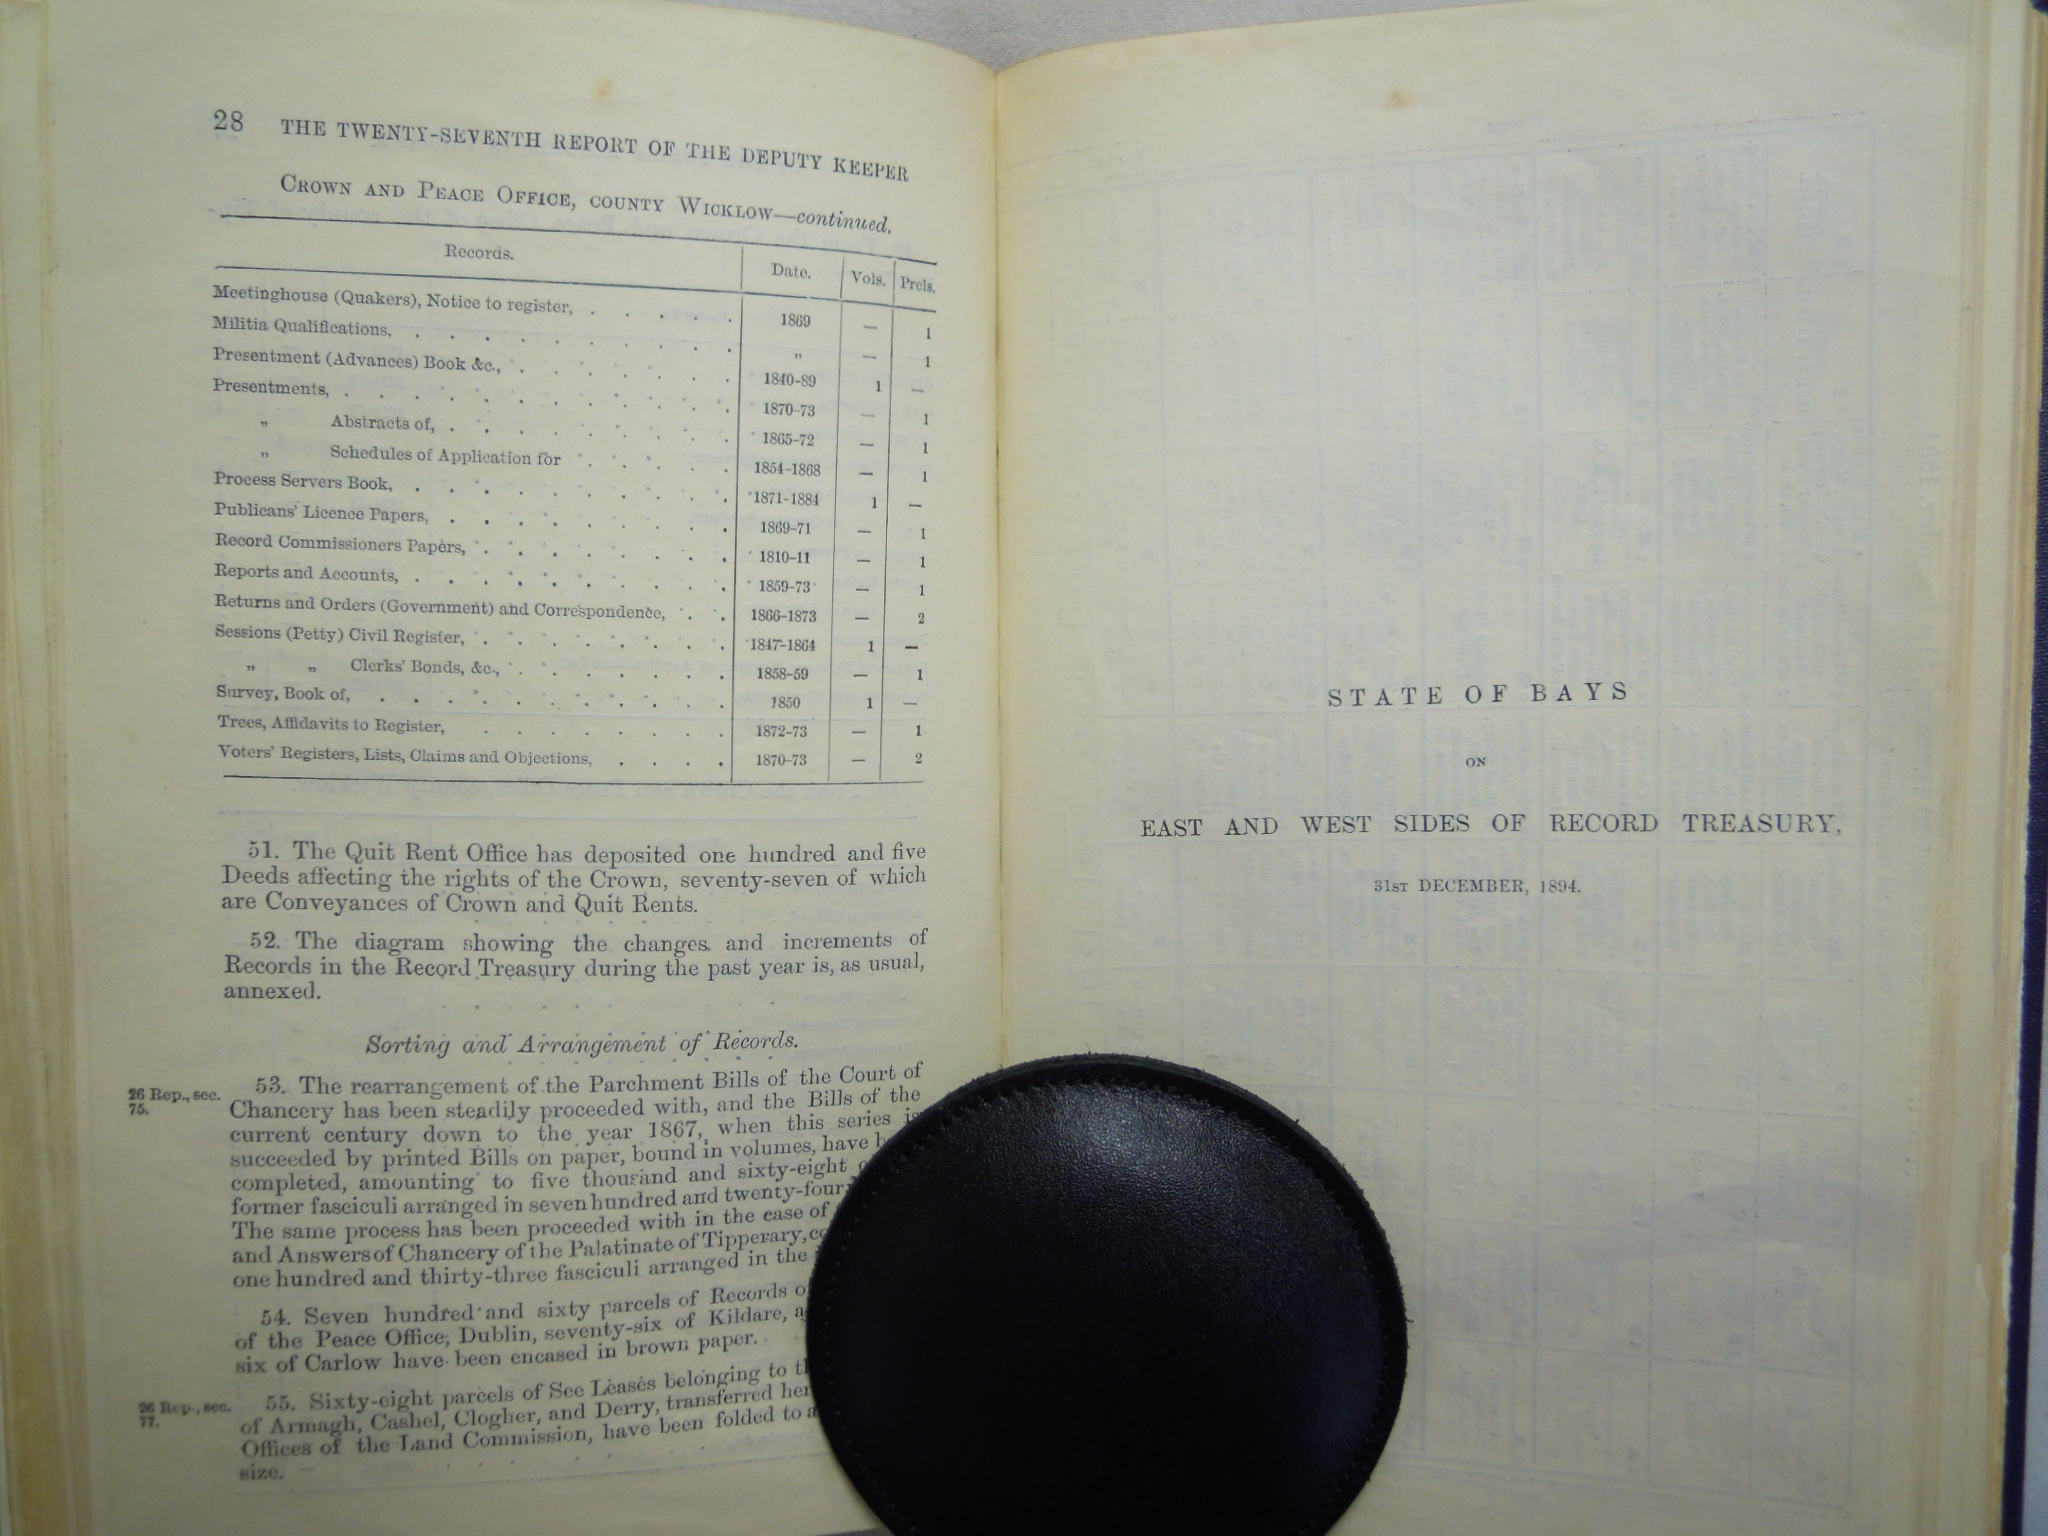 28 THE TWENTY-SEVENTH REPORT OF THE DEPUTY KEEPER
CROWN AND PEACE OFFICE, COUNTY WICKLOW—continued.
Records. Date. Vols. Prcls.
Meetinghouse (Quakers), Notice to register, . . . . . 1869 — 1
Militia Qualifications, . . . . . . . . . . „ — 1
Presentment (Advances) Book &c., . . . . . . . 1840-89 1 —
Presentments, . . . . . . . . . . . . 1870-73 — 1
„ Abstracts of, . . . . . . . . . 1865-72 — 1
„ Schedules of Application for . . . . . 1854-1868 — 1
Process Servers Book, . . . . . . . . . . 1871-1884 1 —
Publicans' Licence Papers, . . . . . . . . . 1869-71 — 1
Record Commissioners Papers, . . . . . . . . 1810-11 — 1
Reports and Accounts, . . . . . . . . . . 1859-73 — 1
Returns and Orders (Government) and Correspondence, . . 1866-1873 — 2
Sessions (Petty) Civil Register, . . . . . . . . 1847-1864 1 —
„ „ Clerks' Bonds, &c., . . . . . . . 1858-59 — 1
Survey, Book of, . . . . . . . . . . . 1850 1 —
Trees, Affidavits to Register, . . . . . . . . 1872-73 — 1
Voters' Registers, Lists, Claims and Objections, . . . . 1870-73 — 2
51. The Quit Rent Office has deposited one hundred and five
Deeds affecting the rights of the Crown, seventy-seven of which
are Conveyances of Crown and Quit Rents.
52. The diagram showing the changes and increments of
Records in the Record Treasury during the past year is, as usual,
annexed.
Sorting and Arrangement of Records.
26 Rep., sec.
75.
53. The rearrangement of the Parchment Bills of the Court of
Chancery has been steadily proceeded with, and the Bills of the
current century down to the year 1867, when this series is
succeeded by printed Bills on paper, bound in volumes, have
completed, amounting to five thousand and sixty-eight
former fasciculi arranged in seven hundred and twenty-four
The same process has been proceeded with in the case of
and Answers of Chancery of the Palatinate of Tipperary,
one hundred and thirty-three fasciculi arranged in the
54. Seven hundred and sixty parcels of Records
of the Peace Office, Dublin, seventy-six of Kildare,
six of Carlow have been encased in brown paper.
26 Rep., sec.
77.
55. Sixty-eight parcels of See Leases belonging to
of Armagh, Cashel, Clogher, and Derry, transferred
Offices of the Land Commission, have been folded to
size.
STATE OF BAYS
ON
EAST AND WEST SIDES OF RECORD TREASURY,
31ST DECEMBER, 1894.